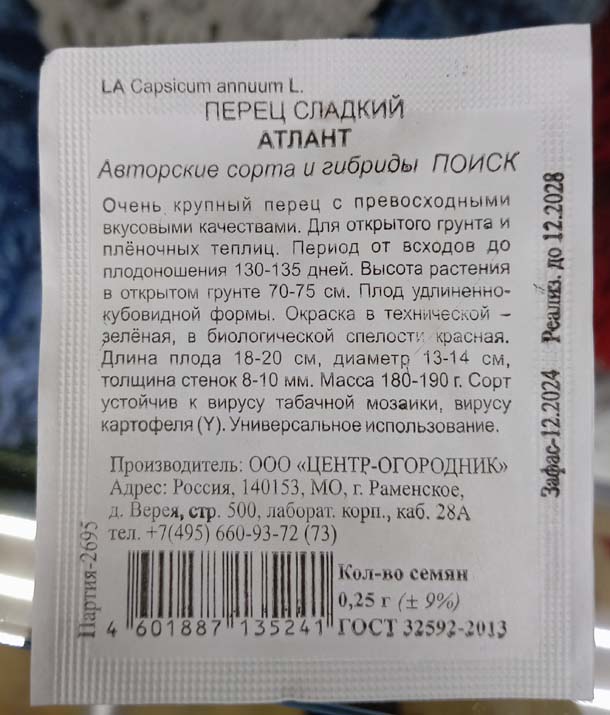 LA Capsicum annuum L.
ПЕРЕЦ СЛАДКИЙ
АТЛАНТ
Авторские сорта и гибриды ПОИСК
Очень крупный перец с превосходными
вкусовыми качествами. Для открытого грунта и
плёночных теплиц. Период от всходов до
плодоношения 130-135 дней. Высота растения
в открытом грунте 70-75 см. Плод удлиненно-
кубовидной формы. Окраска в технической –
зелёная, в биологической спелости красная.
Длина плода 18-20 см, диаметр 13-14 см,
толщина стенок 8-10 мм. Масса 180-190 г. Сорт
устойчив к вирусу табачной мозаики, вирусу
картофеля (Y). Универсальное использование.
Производитель: ООО «ЦЕНТР-ОГОРОДНИК»
Адрес: Россия, 140153, МО, г. Раменское,
д. Верея, стр. 500, лаборат. корп., каб. 28А
тел. +7(495) 660-93-72 (73)
Партия-2695
4 601887 135241
Кол-во семян
0,25 г (± 9%)
ГОСТ 32592-2013
Зафас-12.2024 Реализ. до 12.2028